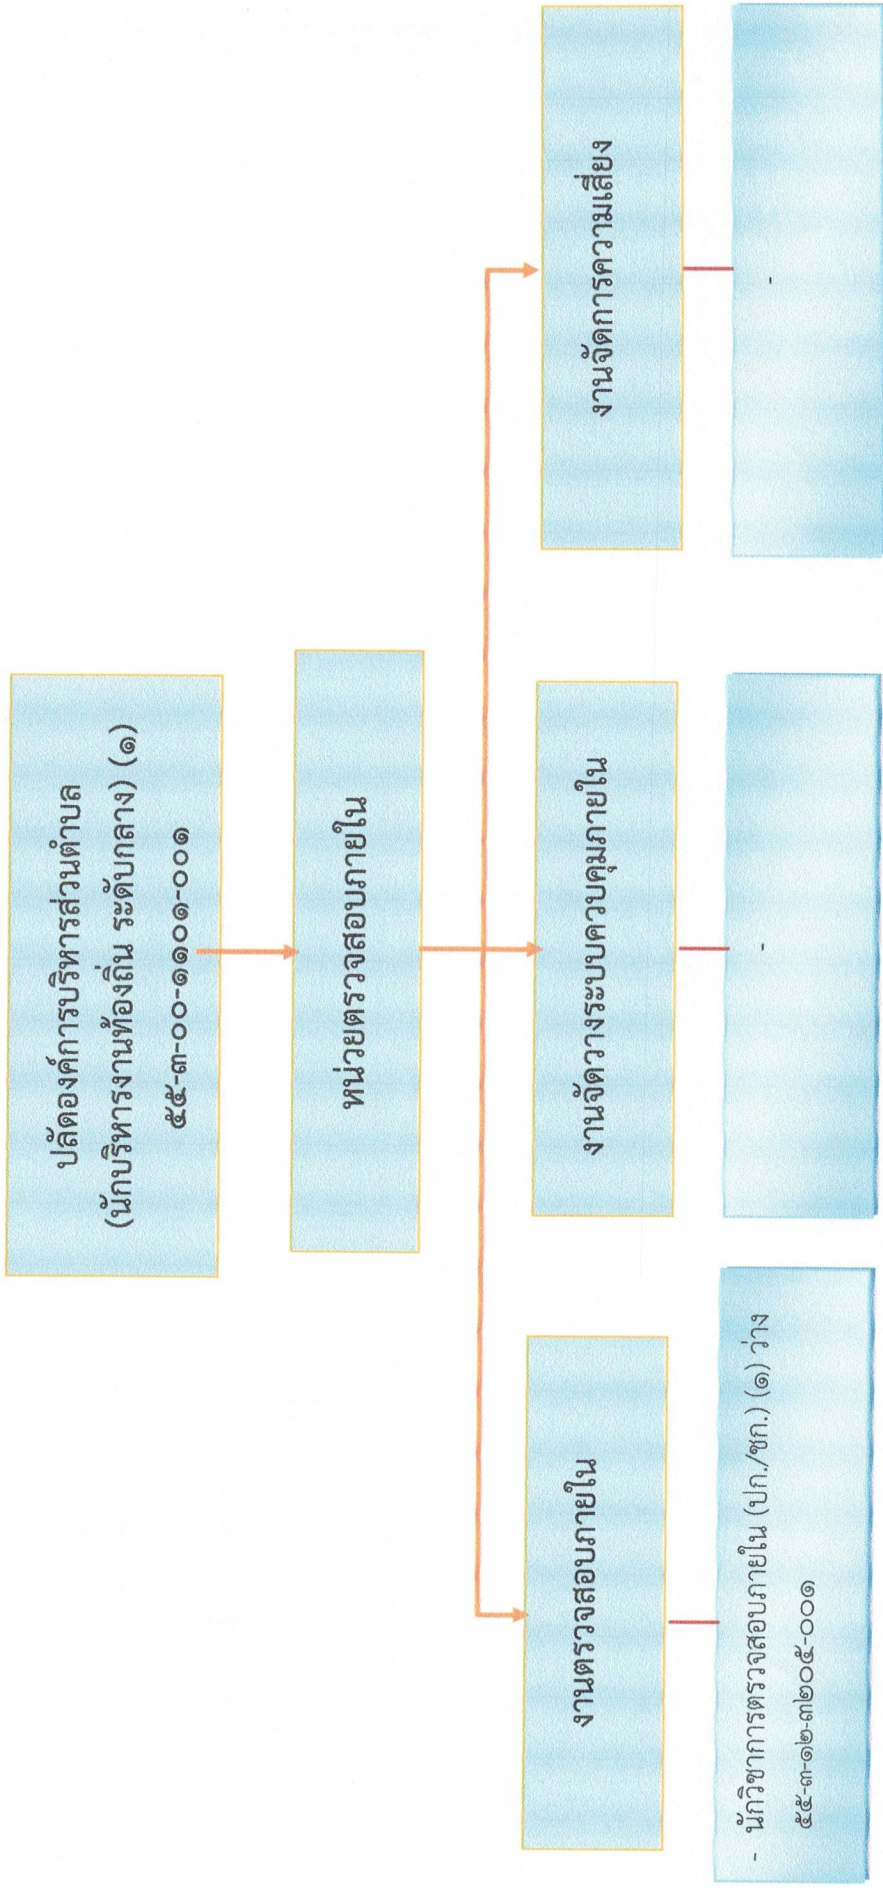 ปลัดองค์การบริหารส่วนตำบล
(นักบริหารงานท้องถิ่น ระดับกลาง) (๑)
๕๕-๓-๐๐-๑๑๐๑-๐๐๑
หน่วยตรวจสอบภายใน
งานตรวจสอบภายใน
งานจัดวางระบบควบคุมภายใน
งานจัดการความเสี่ยง
- นักวิชาการตรวจสอบภายใน (ปก./ชก.) (๑) ว่าง
๕๕-๓-๑๒-๓๒๐๕-๐๐๑
-
-